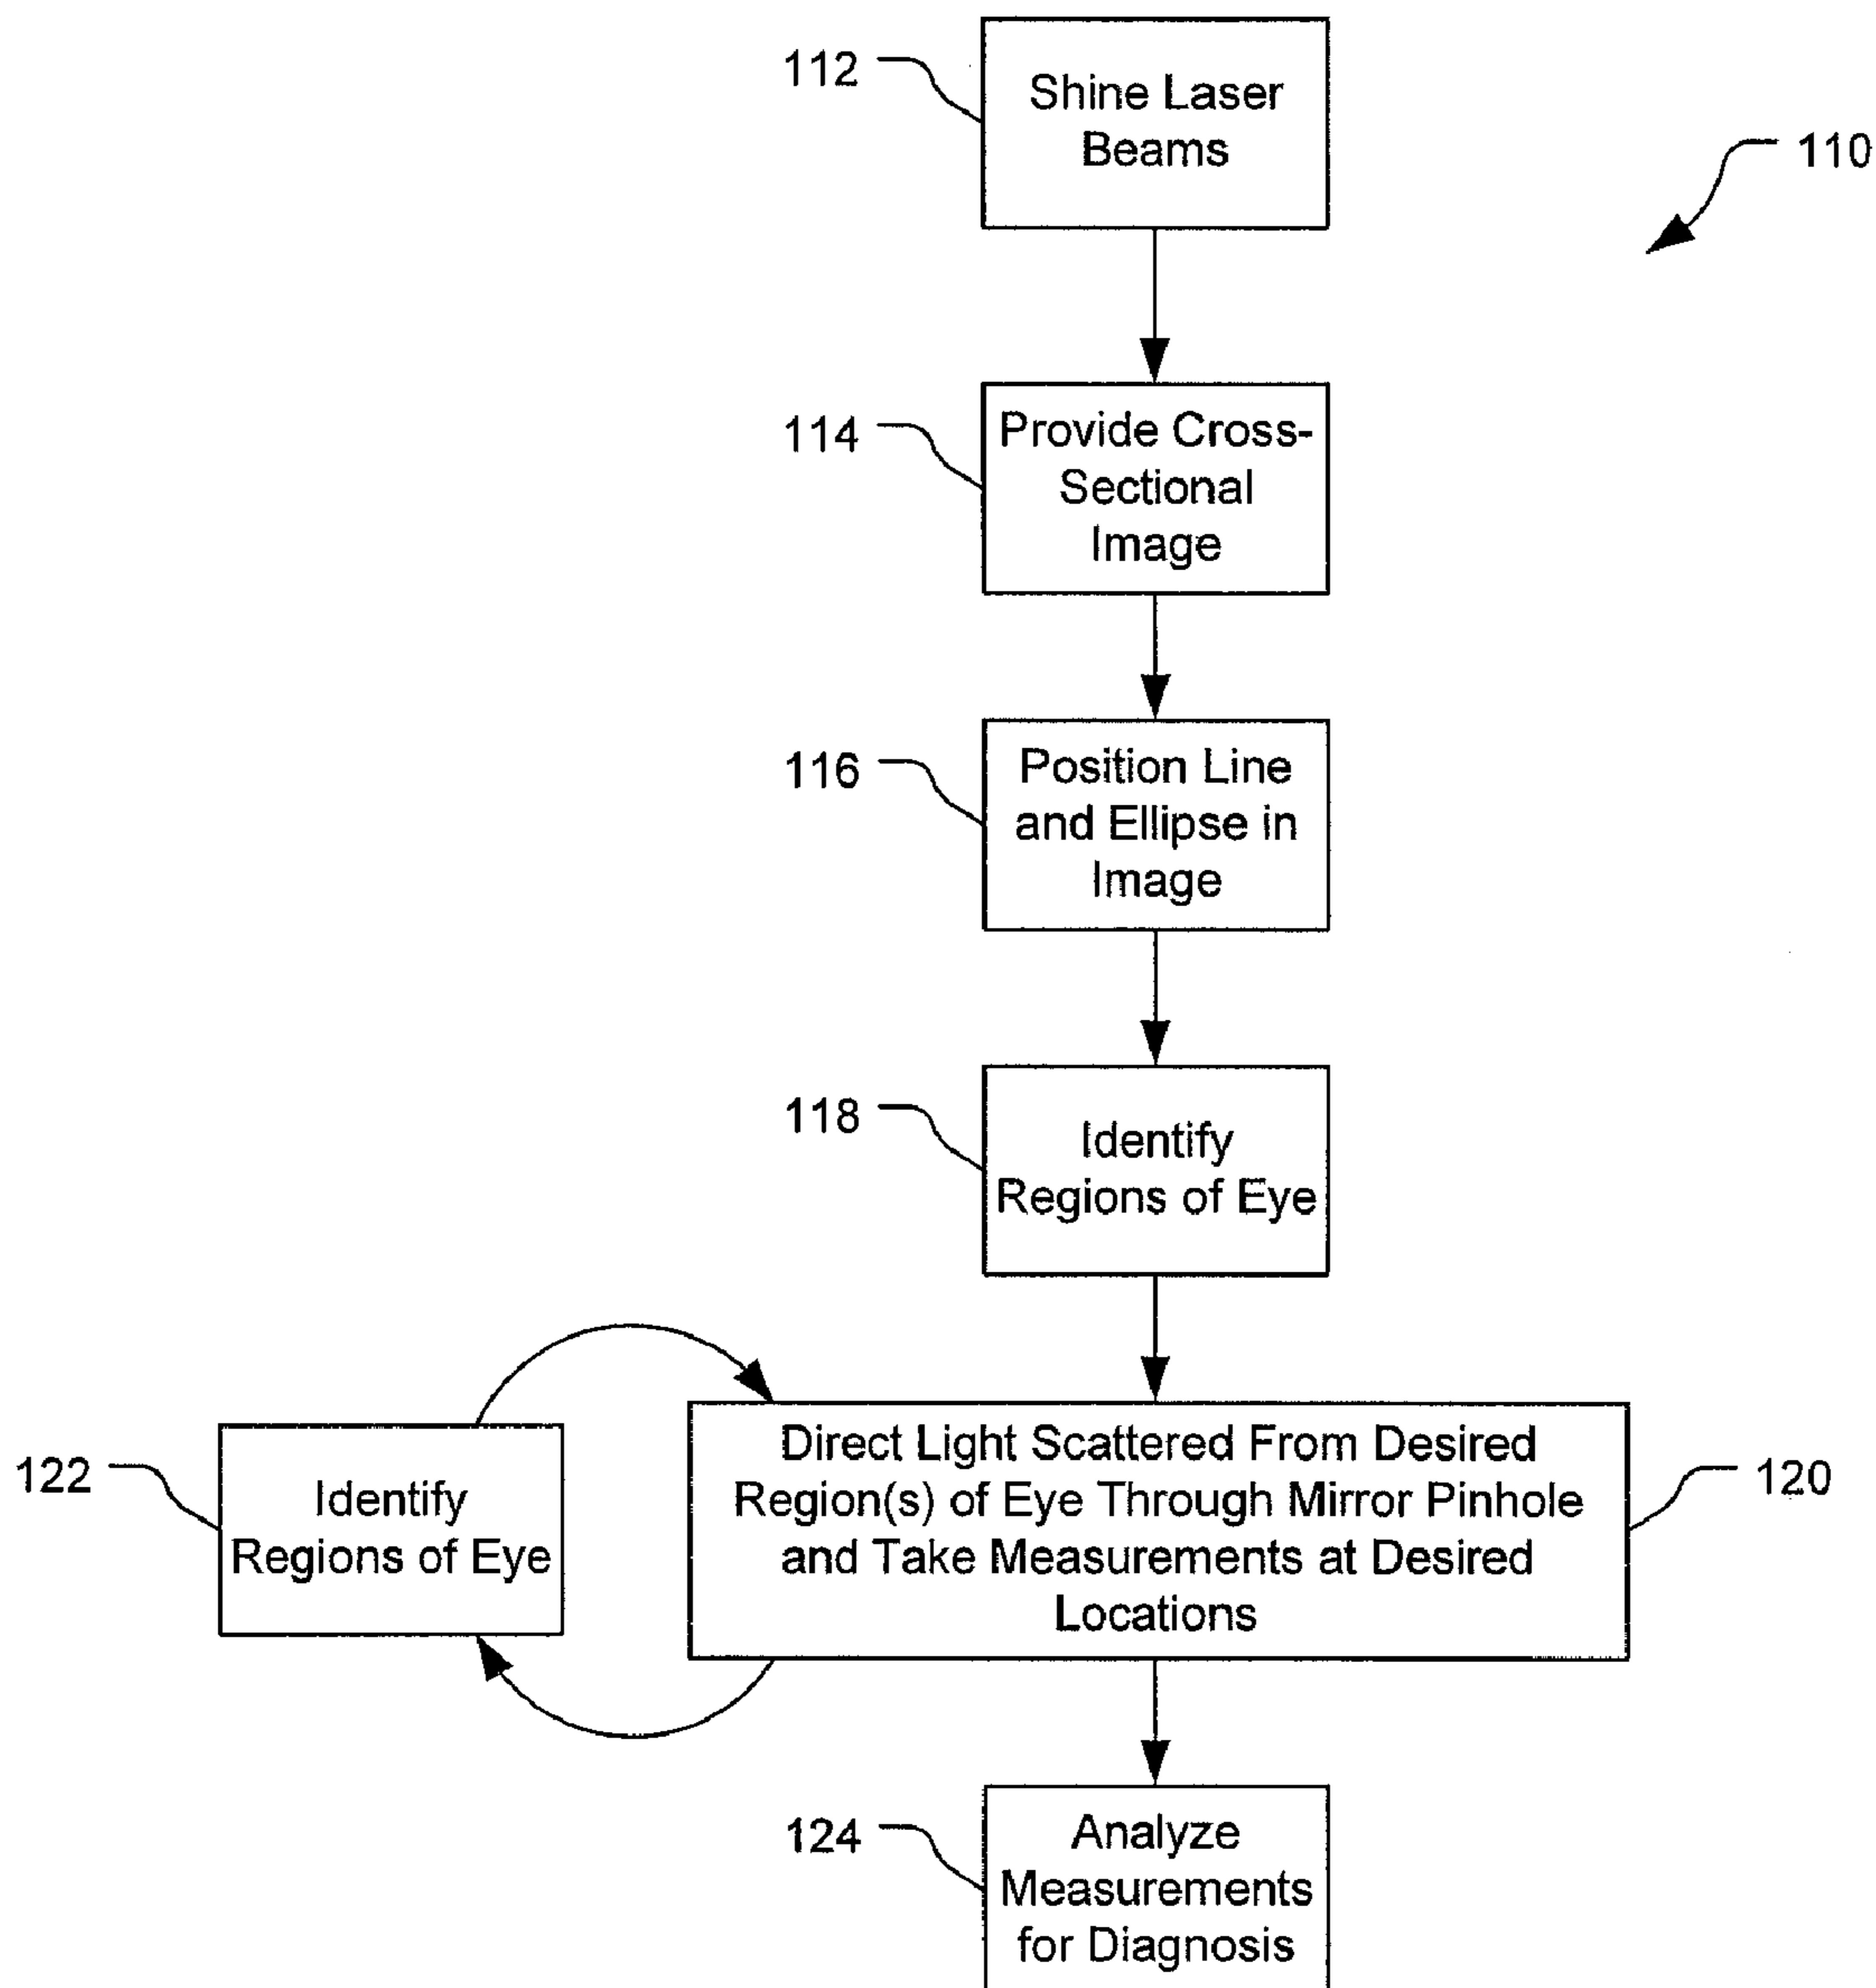 112
Shine Laser
Beams
110
114
Provide Cross-
Sectional
Image
116
Position Line
and Ellipse in
Image
118
Identify
Regions of Eye
122
Identify
Regions of Eye
Direct Light Scattered From Desired
Region(s) of Eye Through Mirror Pinhole
and Take Measurements at Desired
Locations
120
124
Analyze
Measurements
for Diagnosis